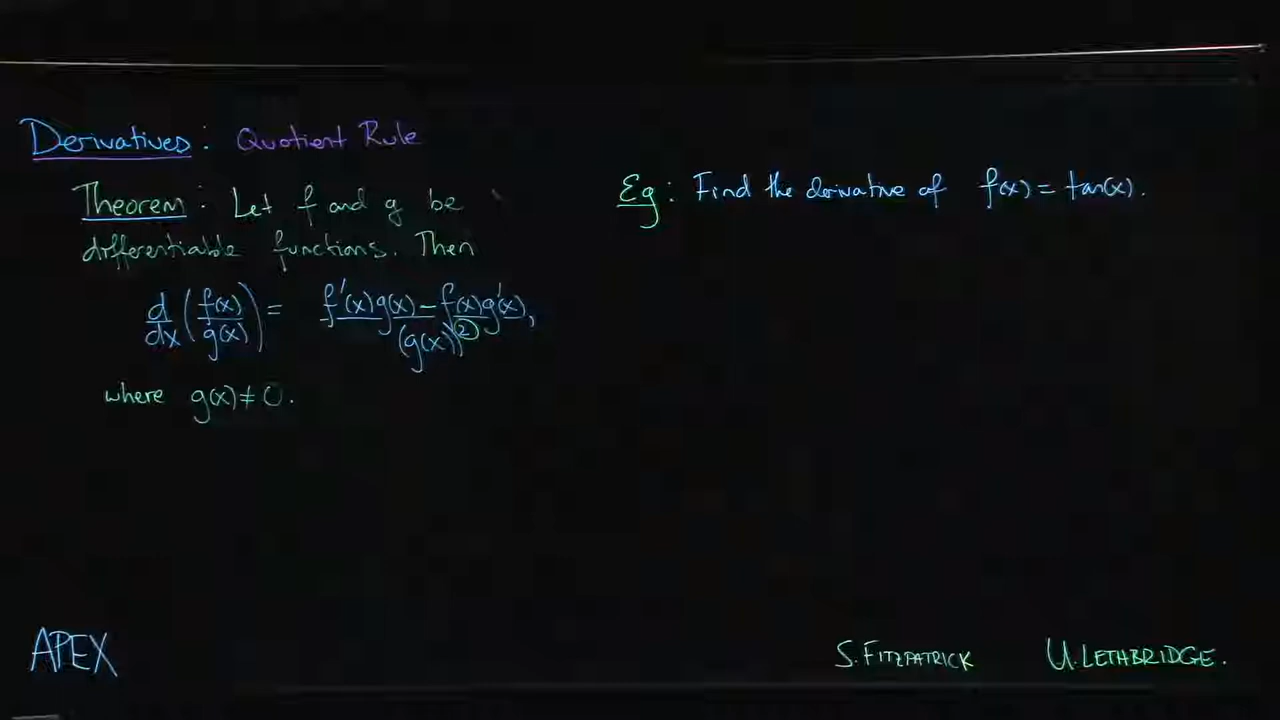 Derivatives: Quotient Rule
Theorem: Let f and g be
differentiable functions. Then
d/dx (f(x)/g(x)) = (f'(x)g(x) - f(x)g'(x))/(g(x))^2,
where g(x) ≠ 0.
Eg: Find the derivative of f(x) = tan(x).
APEX
S. FITZPATRICK U. LETHBRIDGE.